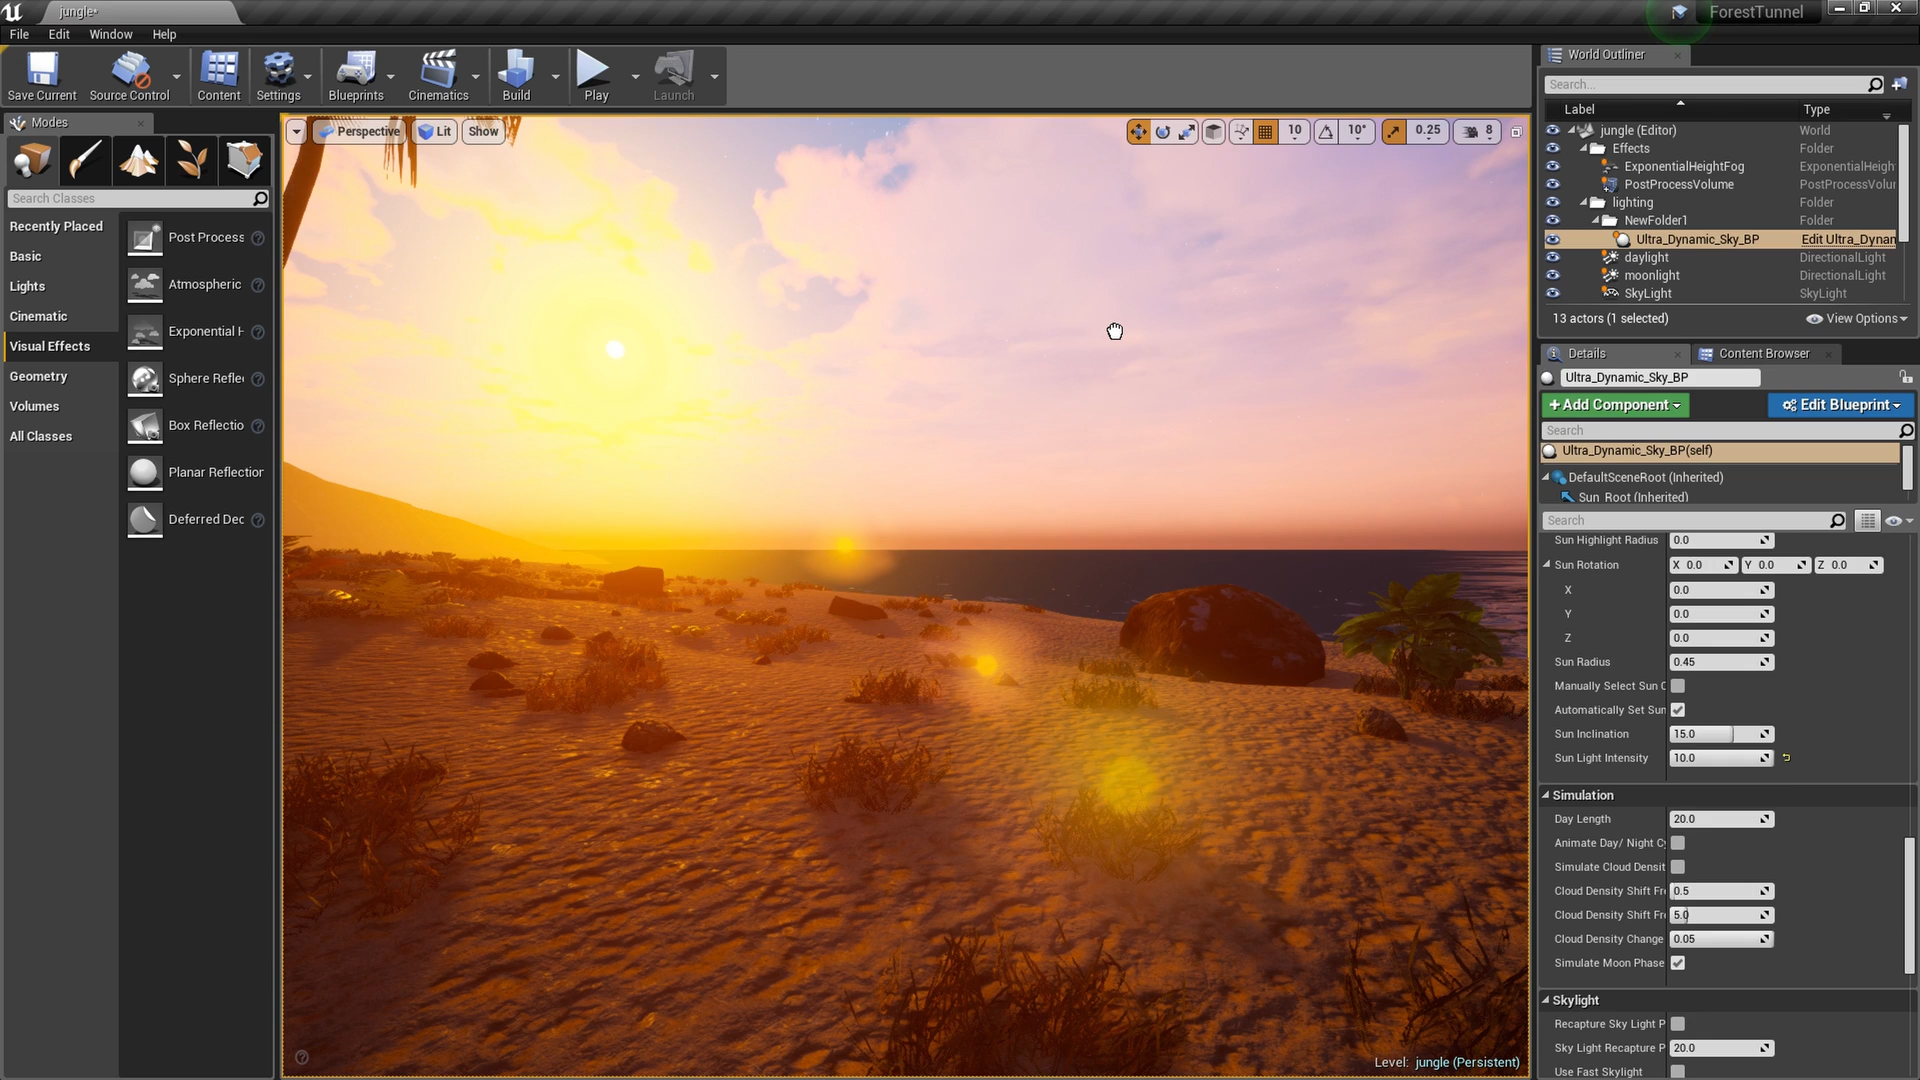 jungle•
ForestTunnel
File Edit Window Help
Save Current
Source Control
Content
Settings
Blueprints
Cinematics
Build
Play
Launch
Modes
Search Classes
Recently Placed
Basic
Lights
Cinematic
Visual Effects
Geometry
Volumes
All Classes
Post Process
Atmospheric
Exponential H
Sphere Refle
Box Reflectio
Planar Reflection
Deferred Dec
Perspective Lit Show
10 10° 0.25 8
Level: jungle (Persistent)
World Outliner
Search...
Label Type
jungle (Editor) World
Effects Folder
ExponentialHeightFog ExponentialHeigh
PostProcessVolume PostProcessVolu
lighting Folder
NewFolder1 Folder
Ultra_Dynamic_Sky_BP Edit Ultra_Dynan
daylight DirectionalLight
moonlight DirectionalLight
SkyLight SkyLight
13 actors (1 selected) View Options
Details Content Browser
Ultra_Dynamic_Sky_BP
+Add Component Edit Blueprint
Search
Ultra_Dynamic_Sky_BP(self)
DefaultSceneRoot (Inherited)
Sun_Root (Inherited)
Search
Sun Highlight Radius 0.0
Sun Rotation X 0.0 Y 0.0 Z 0.0
X 0.0
Y 0.0
Z 0.0
Sun Radius 0.45
Manually Select Sun C
Automatically Set Sun
Sun Inclination 15.0
Sun Light Intensity 10.0
Simulation
Day Length 20.0
Animate Day/ Night Cy
Simulate Cloud Densit
Cloud Density Shift Fre 0.5
Cloud Density Shift Fre 5.0
Cloud Density Change 0.05
Simulate Moon Phase
Skylight
Recapture Sky Light P
Sky Light Recapture P 20.0
Use Fast Skylight